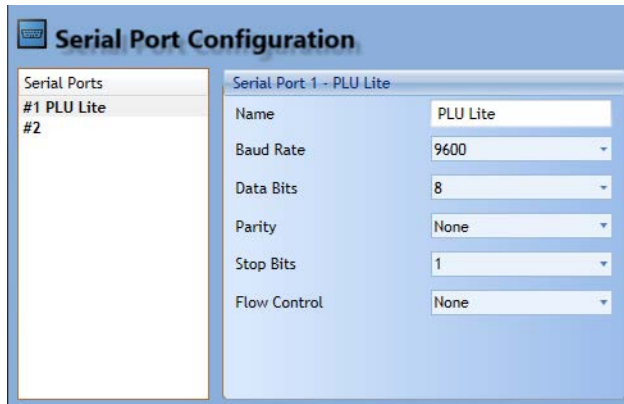 Serial Port Configuration
Serial Ports
#1 PLU Lite
#2
Serial Port 1 - PLU Lite
Name PLU Lite
Baud Rate 9600
Data Bits 8
Parity None
Stop Bits 1
Flow Control None